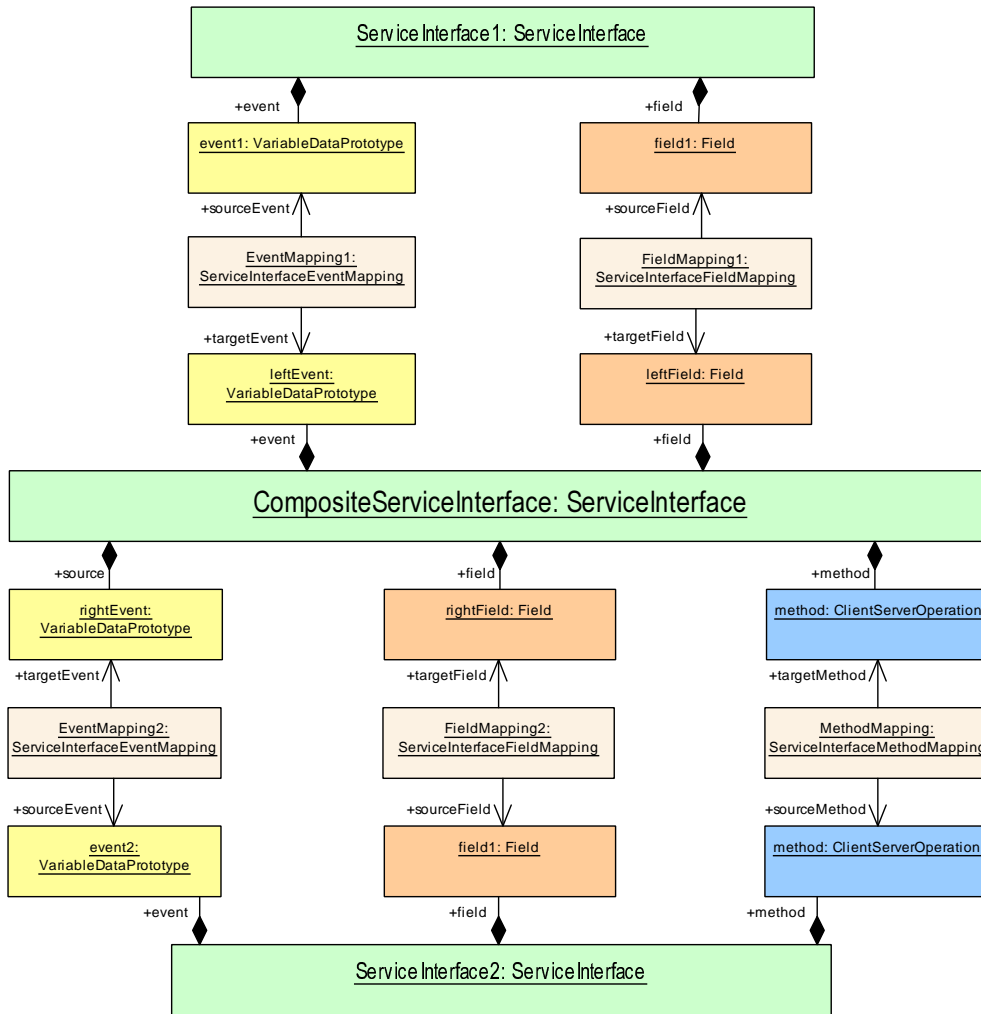 ServiceInterface1: ServiceInterface
+event
+field
event1: VariableDataPrototype
field1: Field
+sourceEvent
+sourceField
EventMapping1:
ServiceInterfaceEventMapping
FieldMapping1:
ServiceInterfaceFieldMapping
+targetEvent
+targetField
leftEvent:
VariableDataPrototype
leftField: Field
+event
+field
CompositeServiceInterface: ServiceInterface
+source
+field
+method
rightEvent:
VariableDataPrototype
rightField: Field
method: ClientServerOperation
+targetEvent
+targetField
+targetMethod
EventMapping2:
ServiceInterfaceEventMapping
FieldMapping2:
ServiceInterfaceFieldMapping
MethodMapping:
ServiceInterfaceMethodMapping
+sourceEvent
+sourceField
+sourceMethod
event2:
VariableDataPrototype
field1: Field
method: ClientServerOperation
+event
+field
+method
ServiceInterface2: ServiceInterface